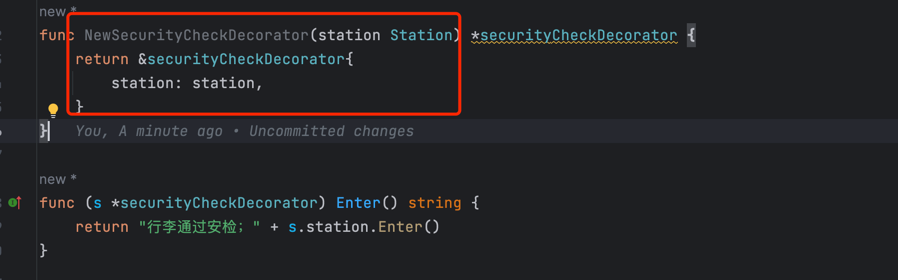 new *
func NewSecurityCheckDecorator(station Station) *securityCheckDecorator {
return &securityCheckDecorator{
station: station,
}
} You, A minute ago • Uncommitted changes
new *
func (s *securityCheckDecorator) Enter() string {
return "行李通过安检；" + s.station.Enter()
}